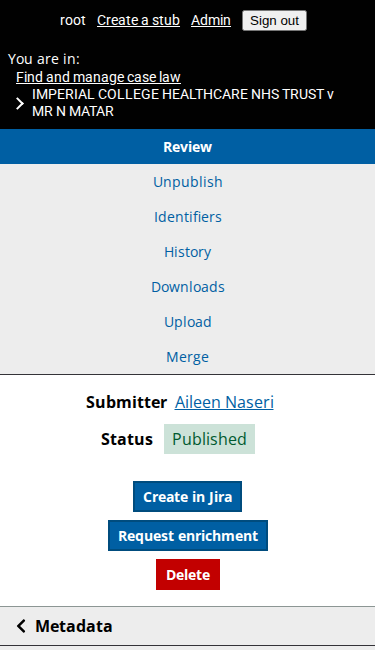 root Create a stub Admin Sign out
You are in:
Find and manage case law
IMPERIAL COLLEGE HEALTHCARE NHS TRUST v
MR N MATAR
Review
Unpublish
Identifiers
History
Downloads
Upload
Merge
Submitter Aileen Naseri
Status Published
Create in Jira
Request enrichment
Delete
Metadata